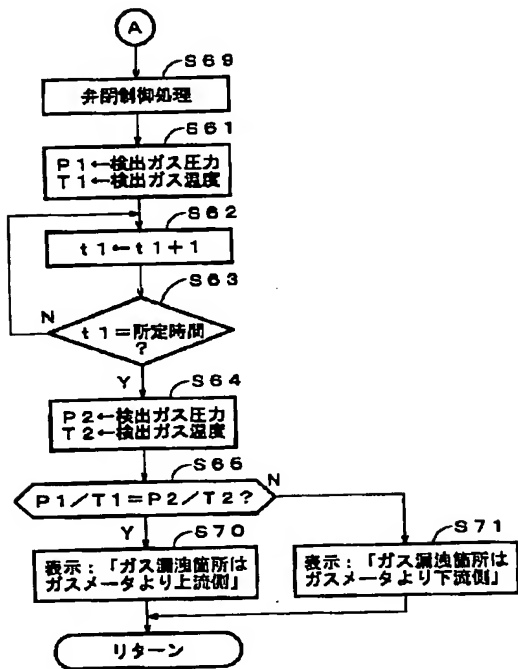 A
S69
弁閉制御処理
S61
P1←検出ガス圧力
T1←検出ガス温度
S62
t1←t1+1
S63
N
t1=所定時間
?
Y
S64
P2←検出ガス圧力
T2←検出ガス温度
S65
P1/T1=P2/T2?
N
Y
S70
S71
表示:「ガス漏洩箇所は
ガスメータより上流側」
表示:「ガス漏洩箇所は
ガスメータより下流側」
リターン